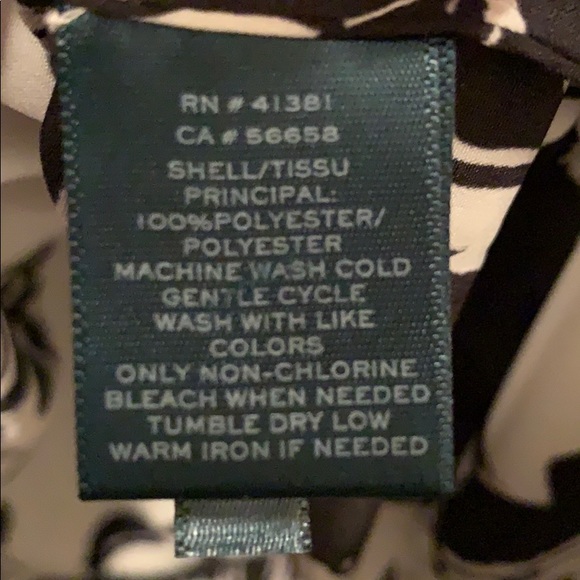 RN # 41381
CA # 56658
SHELL/TISSU
PRINCIPAL:
100%POLYESTER/
POLYESTER
MACHINE WASH COLD
GENTLE CYCLE
WASH WITH LIKE
COLORS
ONLY NON-CHLORINE
BLEACH WHEN NEEDED
TUMBLE DRY LOW
WARM IRON IF NEEDED